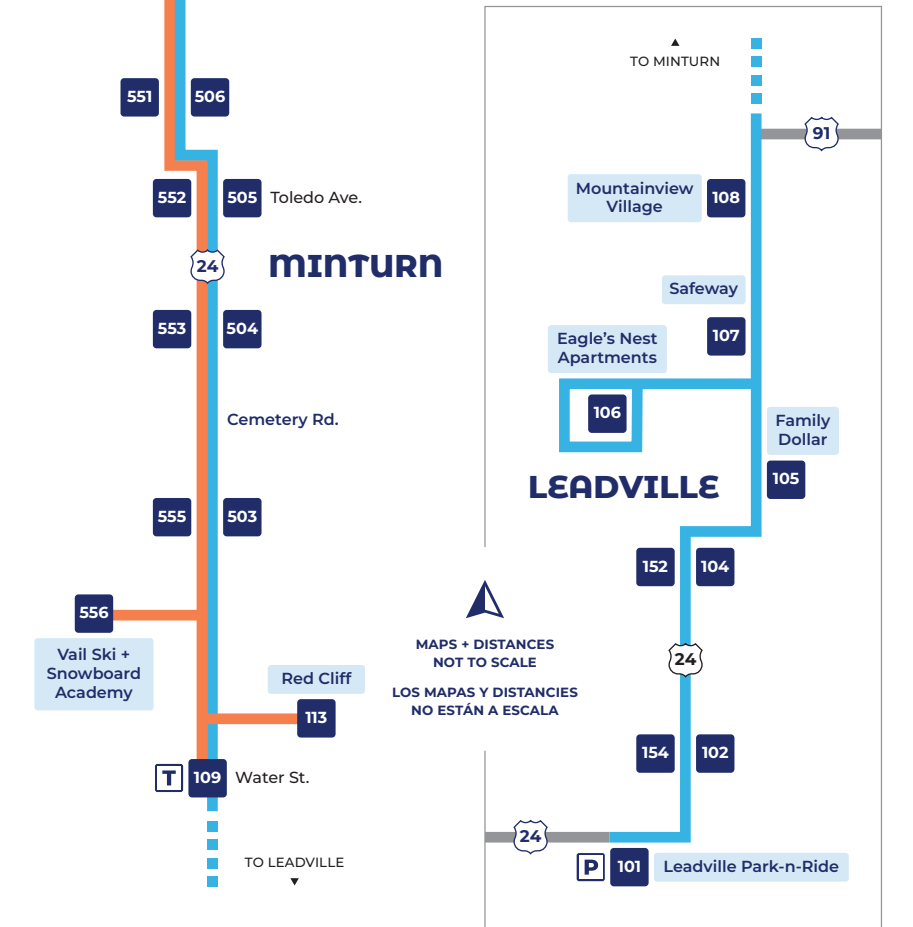 551
506
552
505
Toledo Ave.
24
MINTURN
553
504
Cemetery Rd.
555
503
556
Vail Ski +
Snowboard
Academy
Red Cliff
113
T
109
Water St.
TO LEADVILLE
TO MINTURN
91
Mountainview
Village
108
Safeway
107
Eagle’s Nest
Apartments
106
Family
Dollar
105
LEADVILLE
152
104
24
154
102
24
P
101
Leadville Park-n-Ride
MAPS + DISTANCES
NOT TO SCALE
LOS MAPAS Y DISTANCIES
NO ESTÁN A ESCALA